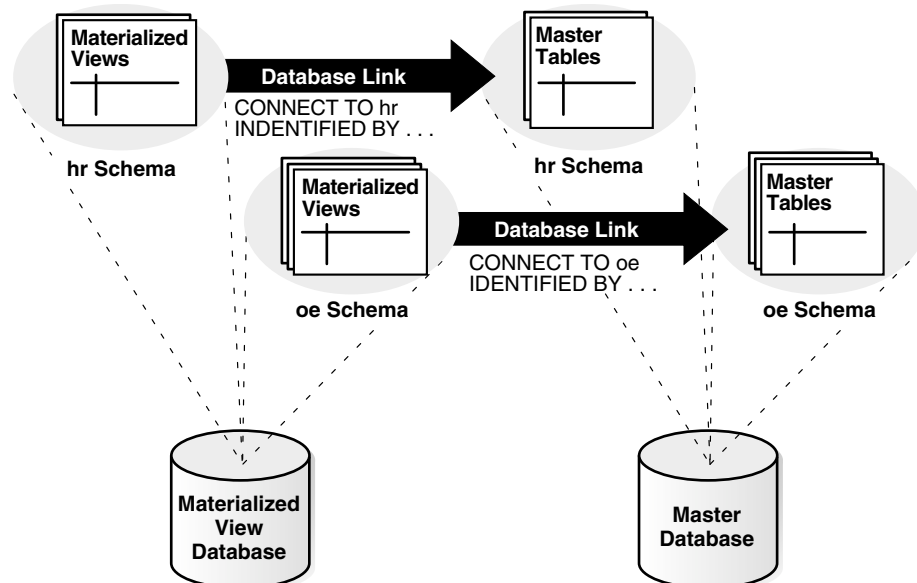 Materialized
Views
Database Link
CONNECT TO hr
INDENTIFIED BY . . .
hr Schema
Master
Tables
hr Schema
Materialized
Views
Database Link
CONNECT TO oe
IDENTIFIED BY . . .
oe Schema
Master
Tables
oe Schema
Materialized
View
Database
Master
Database